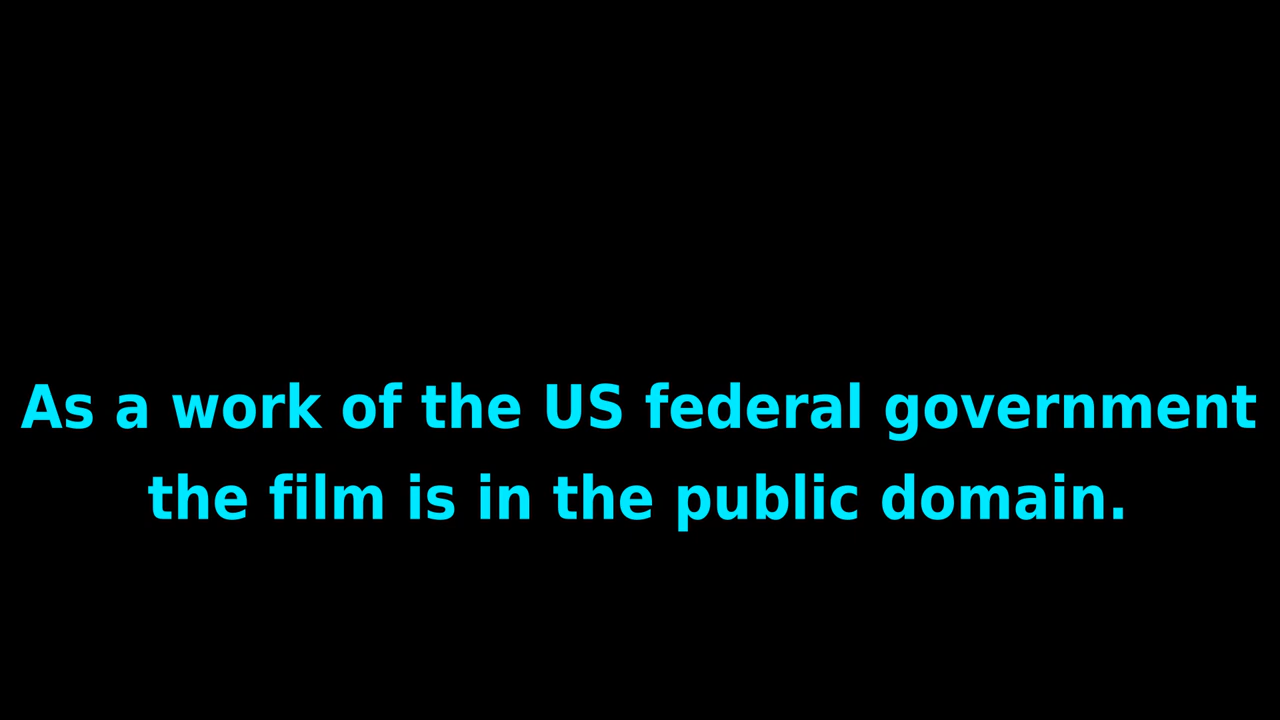 As a work of the US federal government
the film is in the public domain.